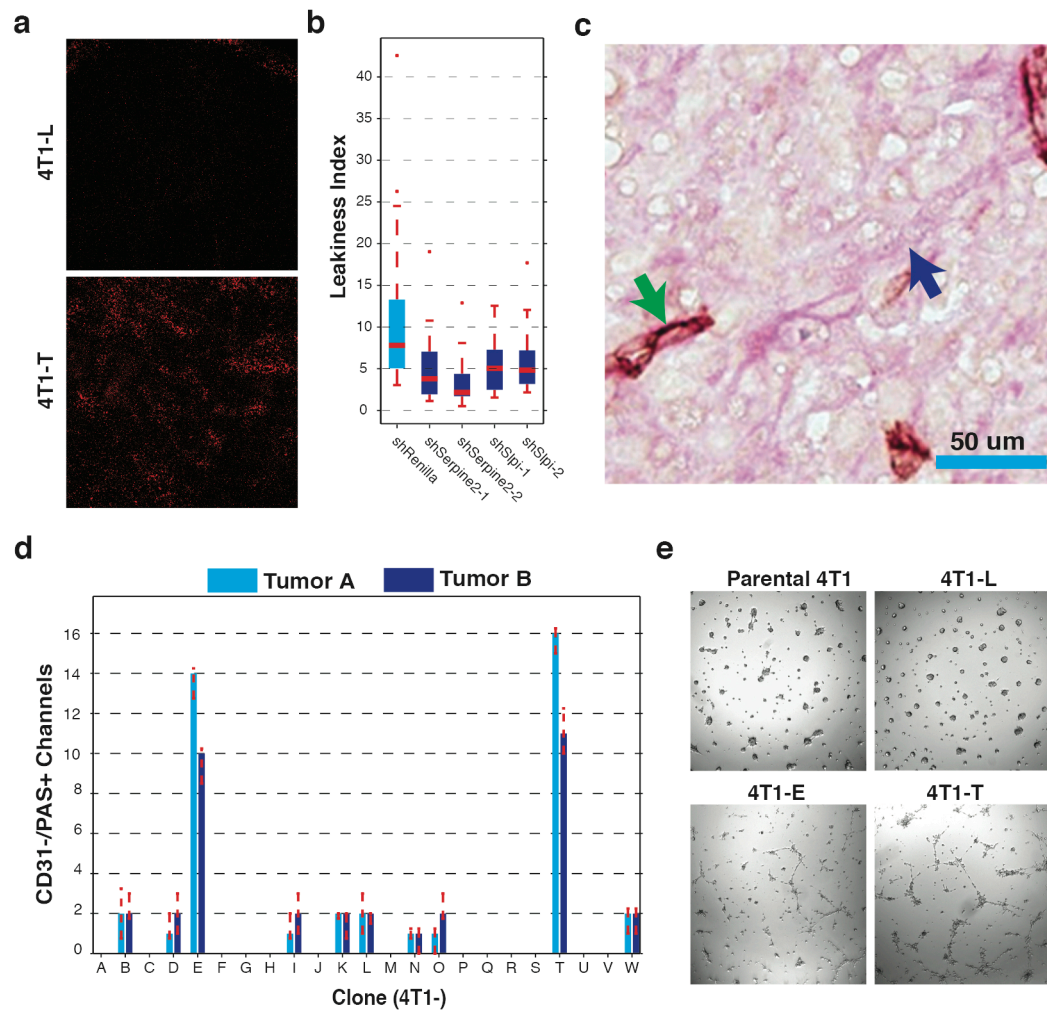 a
4T1-L
4T1-T
b
Leakiness Index
40
35
30
25
20
15
10
5
0
shRenilla
shSerpine2-1
shSerpine2-2
shSlpi-1
shSlpi-2
c
50 um
d
Tumor A
Tumor B
CD31-/PAS+ Channels
16
14
12
10
8
6
4
2
0
A B C D E F G H I J K L M N O P Q R S T U V W
Clone (4T1-)
e
Parental 4T1
4T1-L
4T1-E
4T1-T